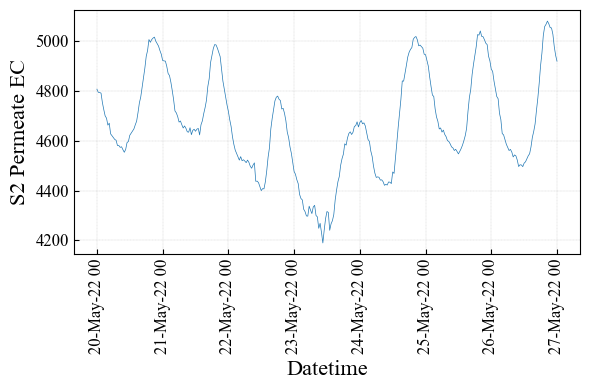 S2 Permeate EC
5000
4800
4600
4400
4200
20-May-22 00
21-May-22 00
22-May-22 00
23-May-22 00
24-May-22 00
25-May-22 00
26-May-22 00
27-May-22 00
Datetime